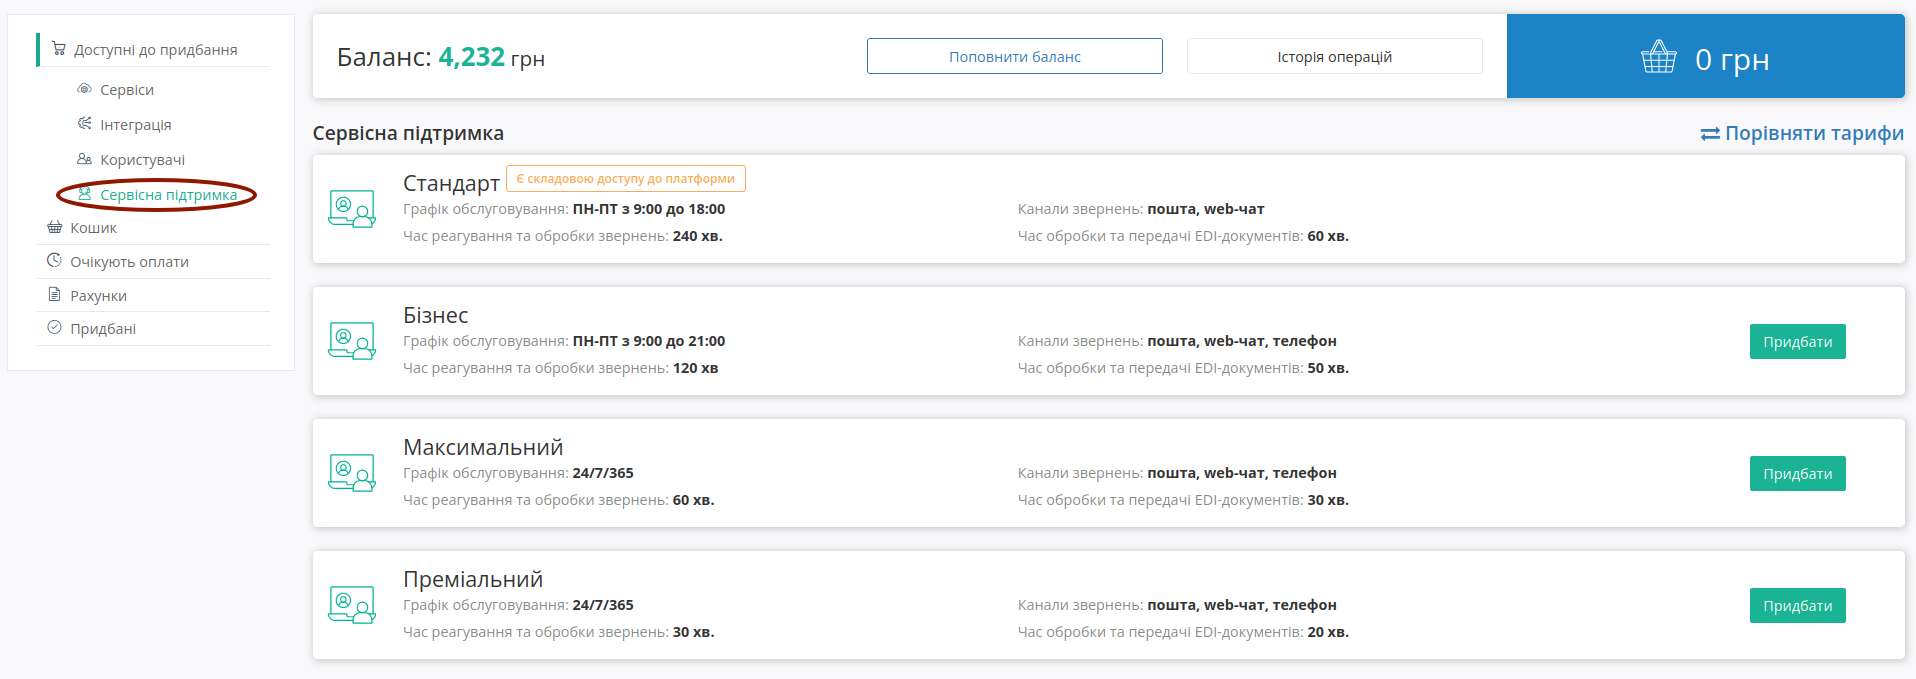 Доступні до придбання
Сервіси
Інтеграція
Користувачі
Сервісна підтримка
Кошик
Очікують оплати
Рахунки
Придбані
Баланс: 4,232 грн
Поповнити баланс
Історія операцій
0 грн
Сервісна підтримка
Порівняти тарифи
Стандарт Є складовою доступу до платформи
Графік обслуговування: ПН-ПТ з 9:00 до 18:00
Канали звернень: пошта, web-чат
Час реагування та обробки звернень: 240 хв.
Час обробки та передачі EDI-документів: 60 хв.
Бізнес
Графік обслуговування: ПН-ПТ з 9:00 до 21:00
Канали звернень: пошта, web-чат, телефон
Час реагування та обробки звернень: 120 хв
Час обробки та передачі EDI-документів: 50 хв.
Придбати
Максимальний
Графік обслуговування: 24/7/365
Канали звернень: пошта, web-чат, телефон
Час реагування та обробки звернень: 60 хв.
Час обробки та передачі EDI-документів: 30 хв.
Придбати
Преміальний
Графік обслуговування: 24/7/365
Канали звернень: пошта, web-чат, телефон
Час реагування та обробки звернень: 30 хв.
Час обробки та передачі EDI-документів: 20 хв.
Придбати